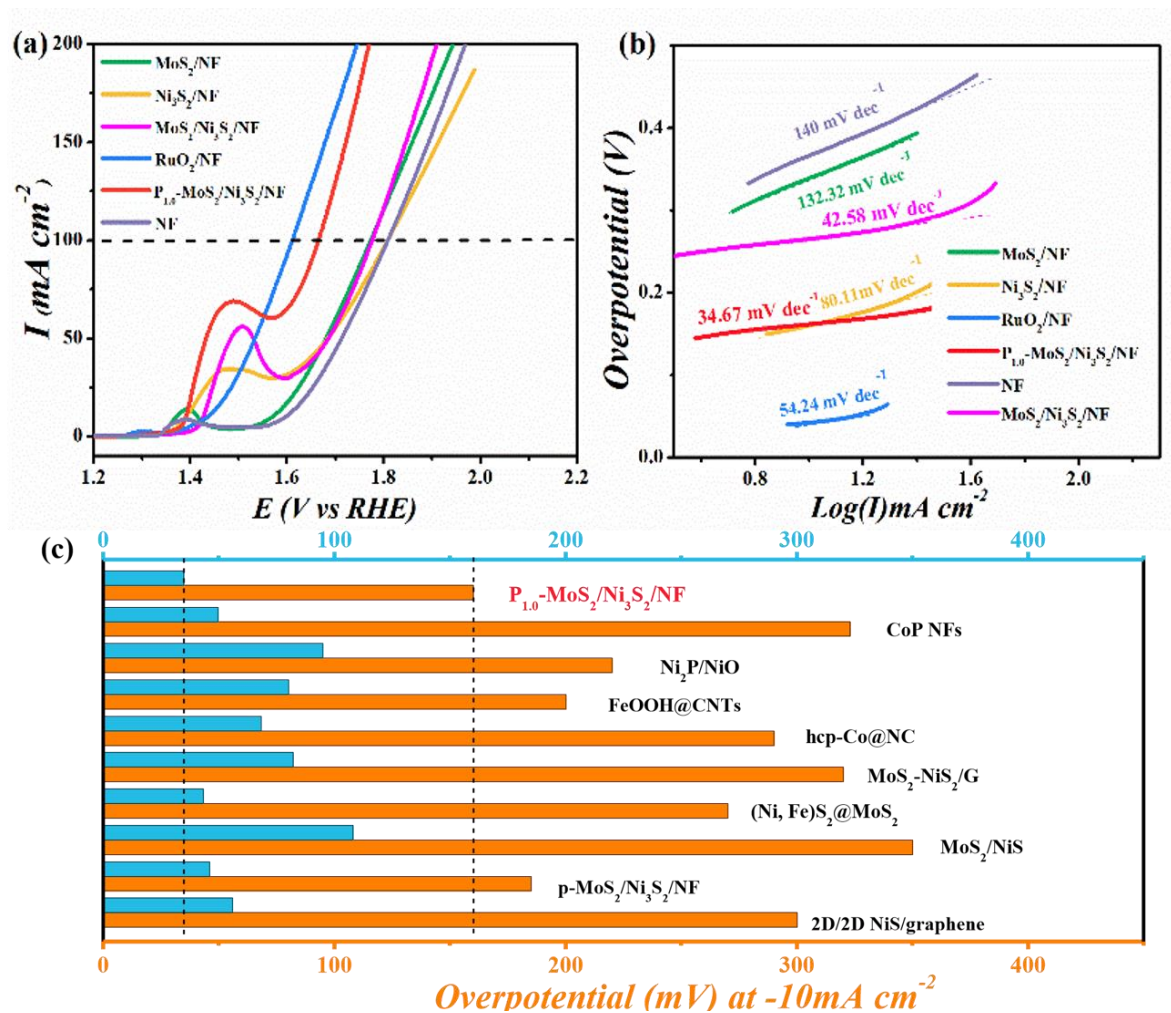 (a)
200
150
100
50
0
I (mA cm-2
MoS2/NF
Ni3S2/NF
MoS2/Ni3S2/NF
RuO2/NF
P1.0-MoS2/Ni3S2/NF
NF
1.2 1.4 1.6 1.8 2.0 2.2
E (V vs RHE)
(b)
0.4
0.2
0.0
Overpotential (V)
140 mV dec-1
132.32 mV dec-1
42.58 mV dec-1
34.67 mV dec-1
80.11mV dec-1
54.24 mV dec-1
MoS2/NF
Ni3S2/NF
RuO2/NF
P1.0-MoS2/Ni3S2/NF
NF
MoS2/Ni3S2/NF
0.8 1.2 1.6 2.0
Log(I)mA cm-2
(c)
0 100 200 300 400
P1.0-MoS2/Ni3S2/NF
CoP NFs
Ni2P/NiO
FeOOH@CNTs
hcp-Co@NC
MoS2-NiS2/G
(Ni, Fe)S2@MoS2
MoS2/NiS
p-MoS2/Ni3S2/NF
2D/2D NiS/graphene
0 100 200 300 400
Overpotential (mV) at -10mA cm-2